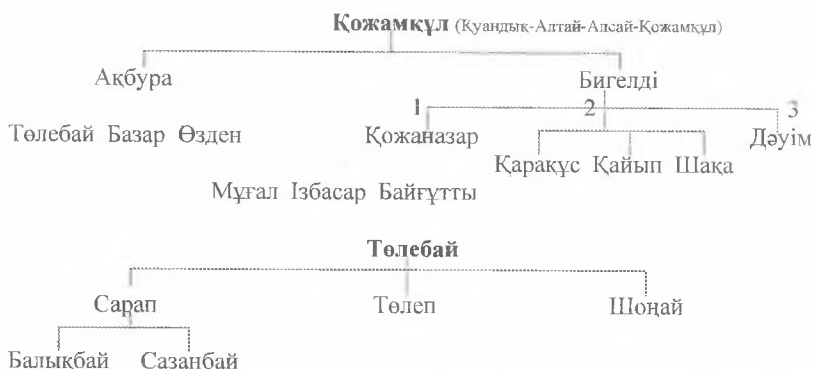 Қожамқұл (Қуандық-Алтай-Алсай-Қожамқұл)
Ақбура Бигелді
1 2 3
Төлебай Базар Өзден Қожаназар Дәуім
Қарақұс Қайып Шақа
Мұғал Ізбасар Байғұтты
Төлебай
Сарап Төлеп Шоңай
Балықбай Сазанбай